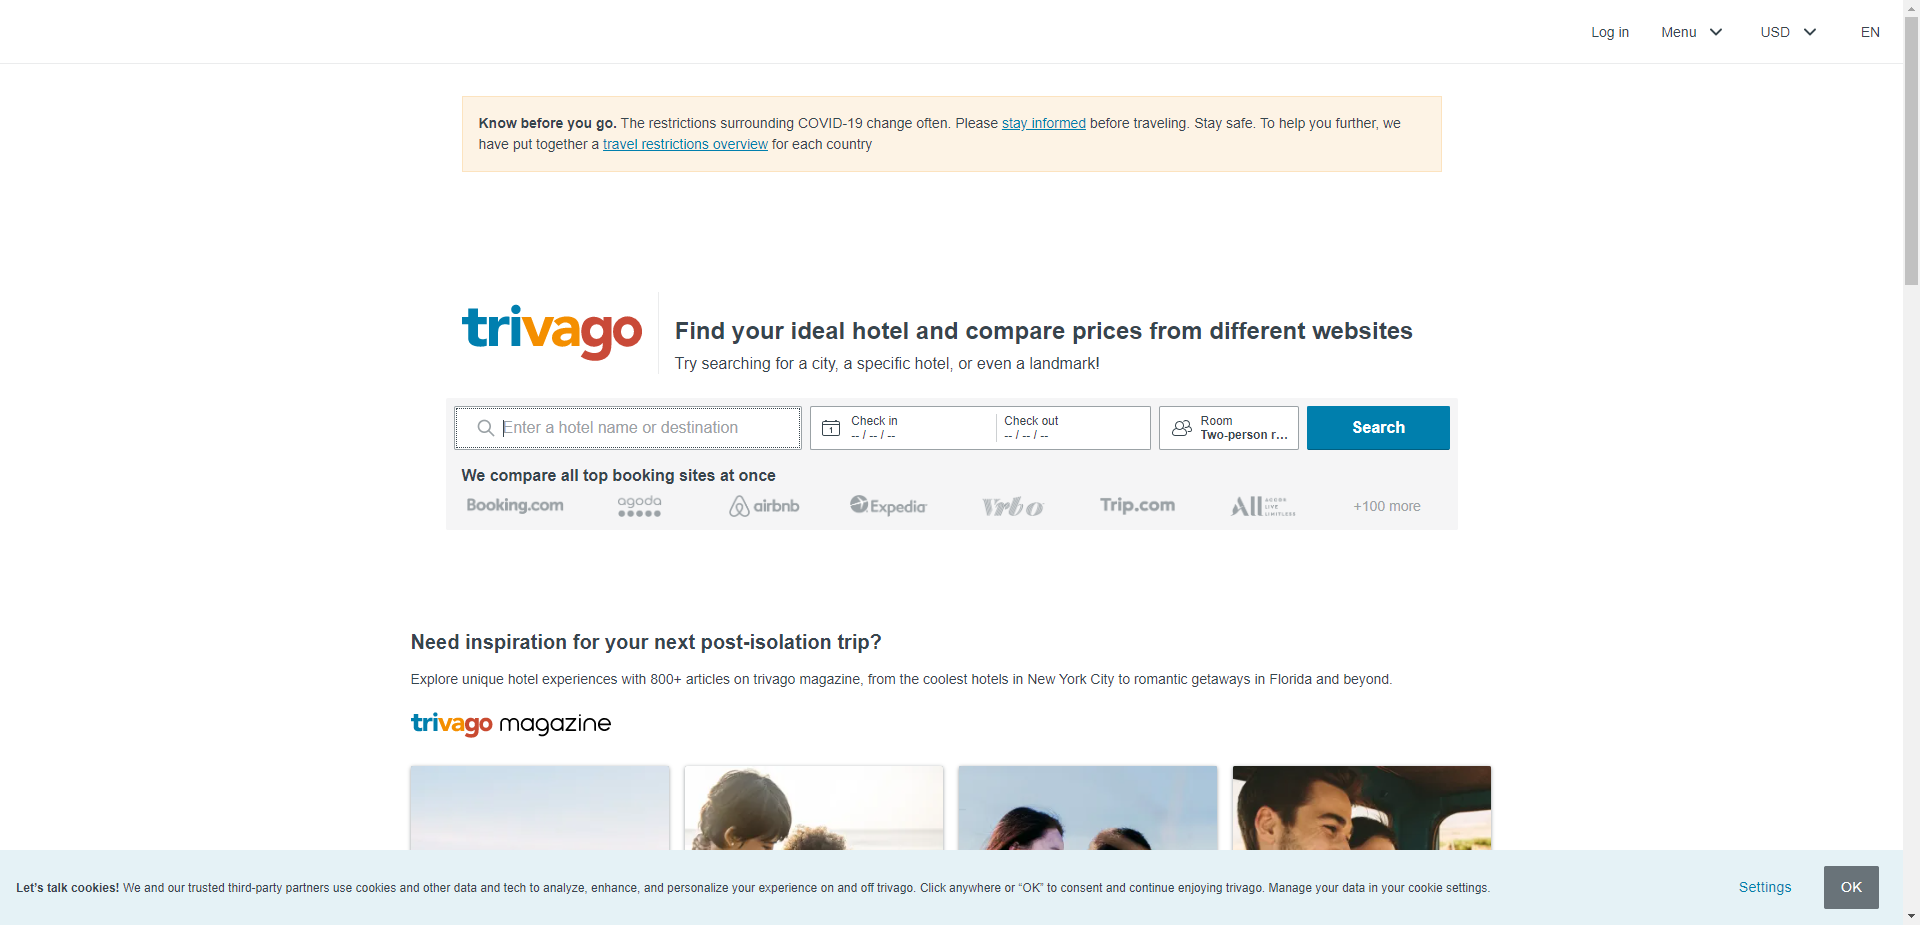 Log in
Menu
USD
EN
Know before you go. The restrictions surrounding COVID-19 change often. Please stay informed before traveling. Stay safe. To help you further, we
have put together a travel restrictions overview for each country
trivago
Find your ideal hotel and compare prices from different websites
Try searching for a city, a specific hotel, or even a landmark!
Enter a hotel name or destination
1
Check in
-- / -- / --
Check out
-- / -- / --
Room
Two-person r...
Search
We compare all top booking sites at once
Booking.com
agoda
airbnb
Expedia
Vrbo
Trip.com
ALL ACCOR
LIVE
LIMITLESS
+100 more
Need inspiration for your next post-isolation trip?
Explore unique hotel experiences with 800+ articles on trivago magazine, from the coolest hotels in New York City to romantic getaways in Florida and beyond.
trivago magazine
Let's talk cookies! We and our trusted third-party partners use cookies and other data and tech to analyze, enhance, and personalize your experience on and off trivago. Click anywhere or “OK” to consent and continue enjoying trivago. Manage your data in your cookie settings.
Settings
OK